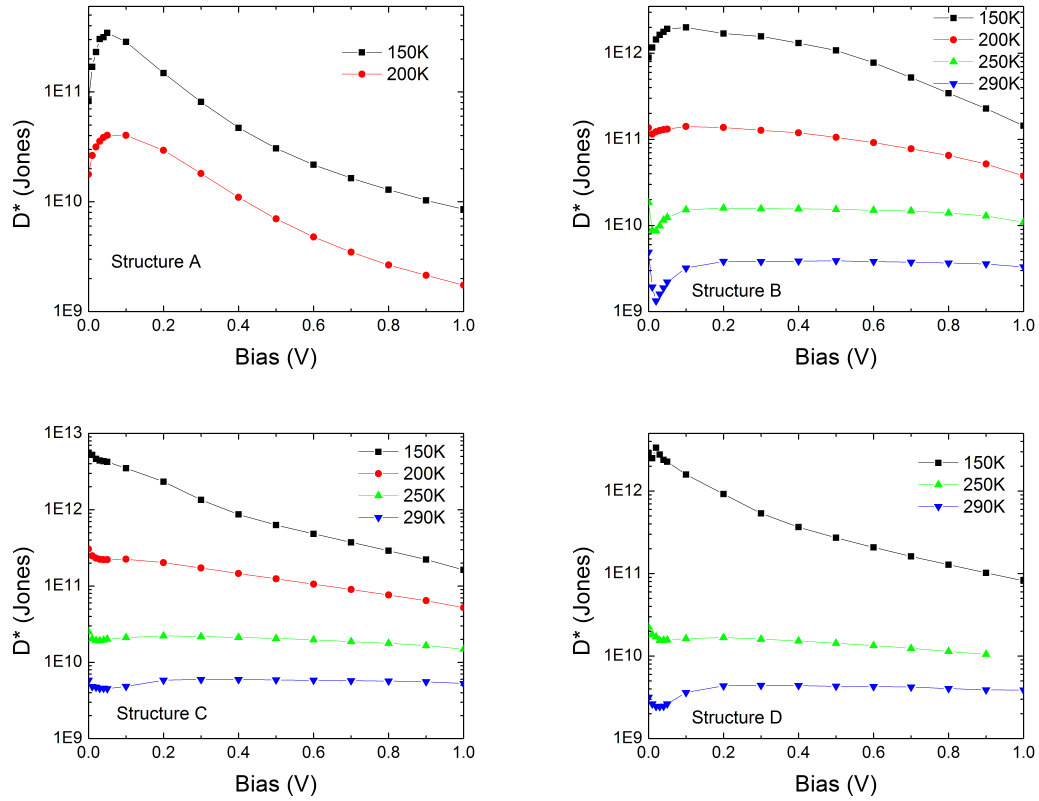 1E11
1E10
1E9
D* (Jones)
150K
200K
Structure A
0.0 0.2 0.4 0.6 0.8 1.0
Bias (V)
1E12
1E11
1E10
1E9
D* (Jones)
150K
200K
250K
290K
Structure B
0.0 0.2 0.4 0.6 0.8 1.0
Bias (V)
1E13
1E12
1E11
1E10
1E9
D* (Jones)
150K
200K
250K
290K
Structure C
0.0 0.2 0.4 0.6 0.8 1.0
Bias (V)
1E12
1E11
1E10
1E9
D* (Jones)
150K
250K
290K
Structure D
0.0 0.2 0.4 0.6 0.8 1.0
Bias (V)